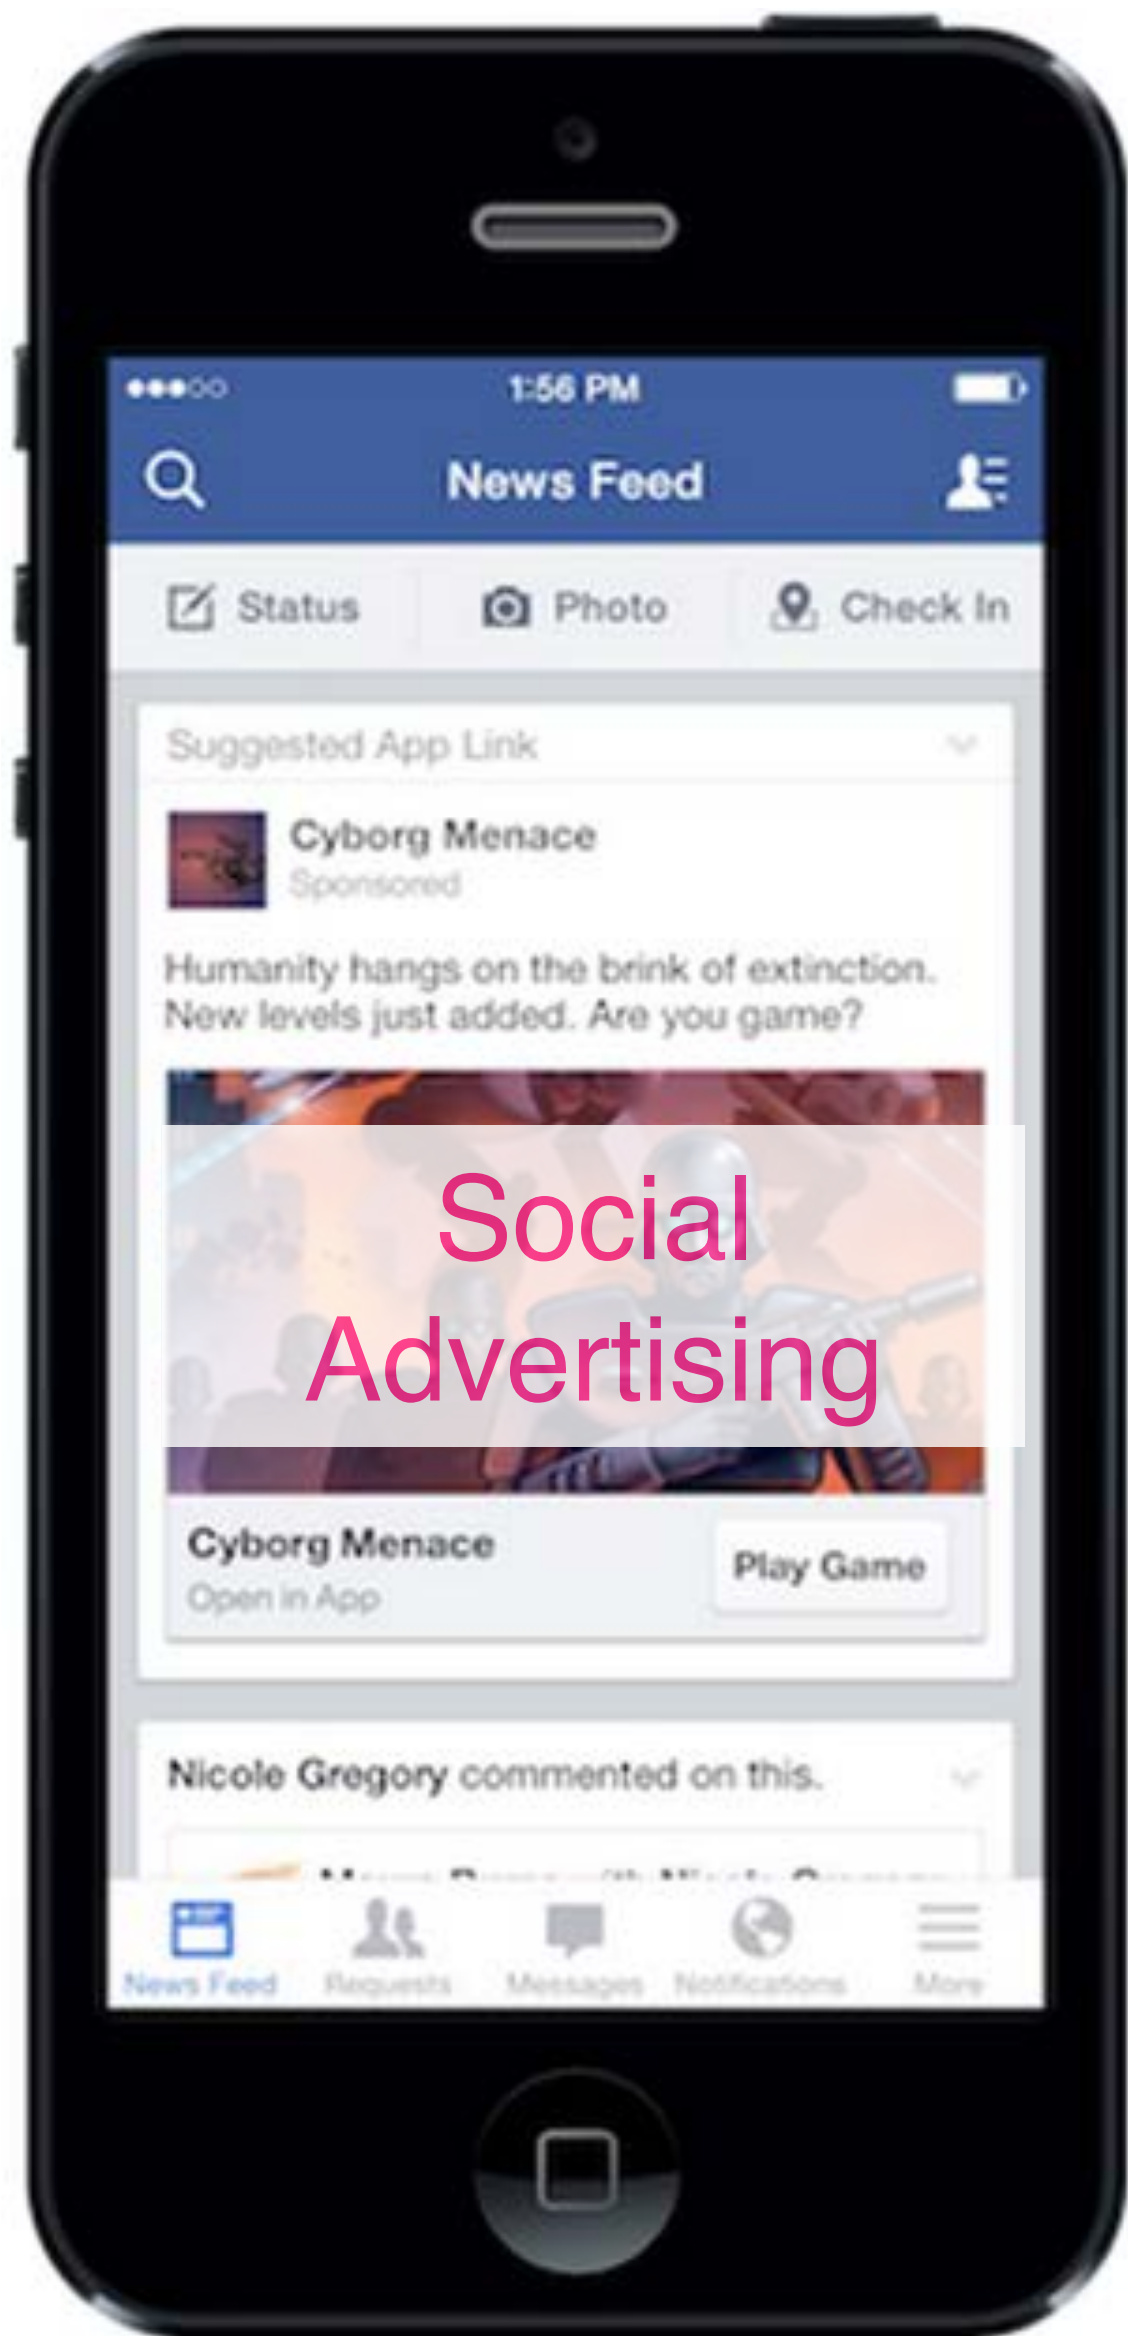 1:56 PM
News Feed
Status Photo Check In
Suggested App Link
Cyborg Menace
Sponsored
Humanity hangs on the brink of extinction.
New levels just added. Are you game?
Social
Advertising
Cyborg Menace
Open in App
Play Game
Nicole Gregory commented on this.
News Feed Requests Messages Notifications More